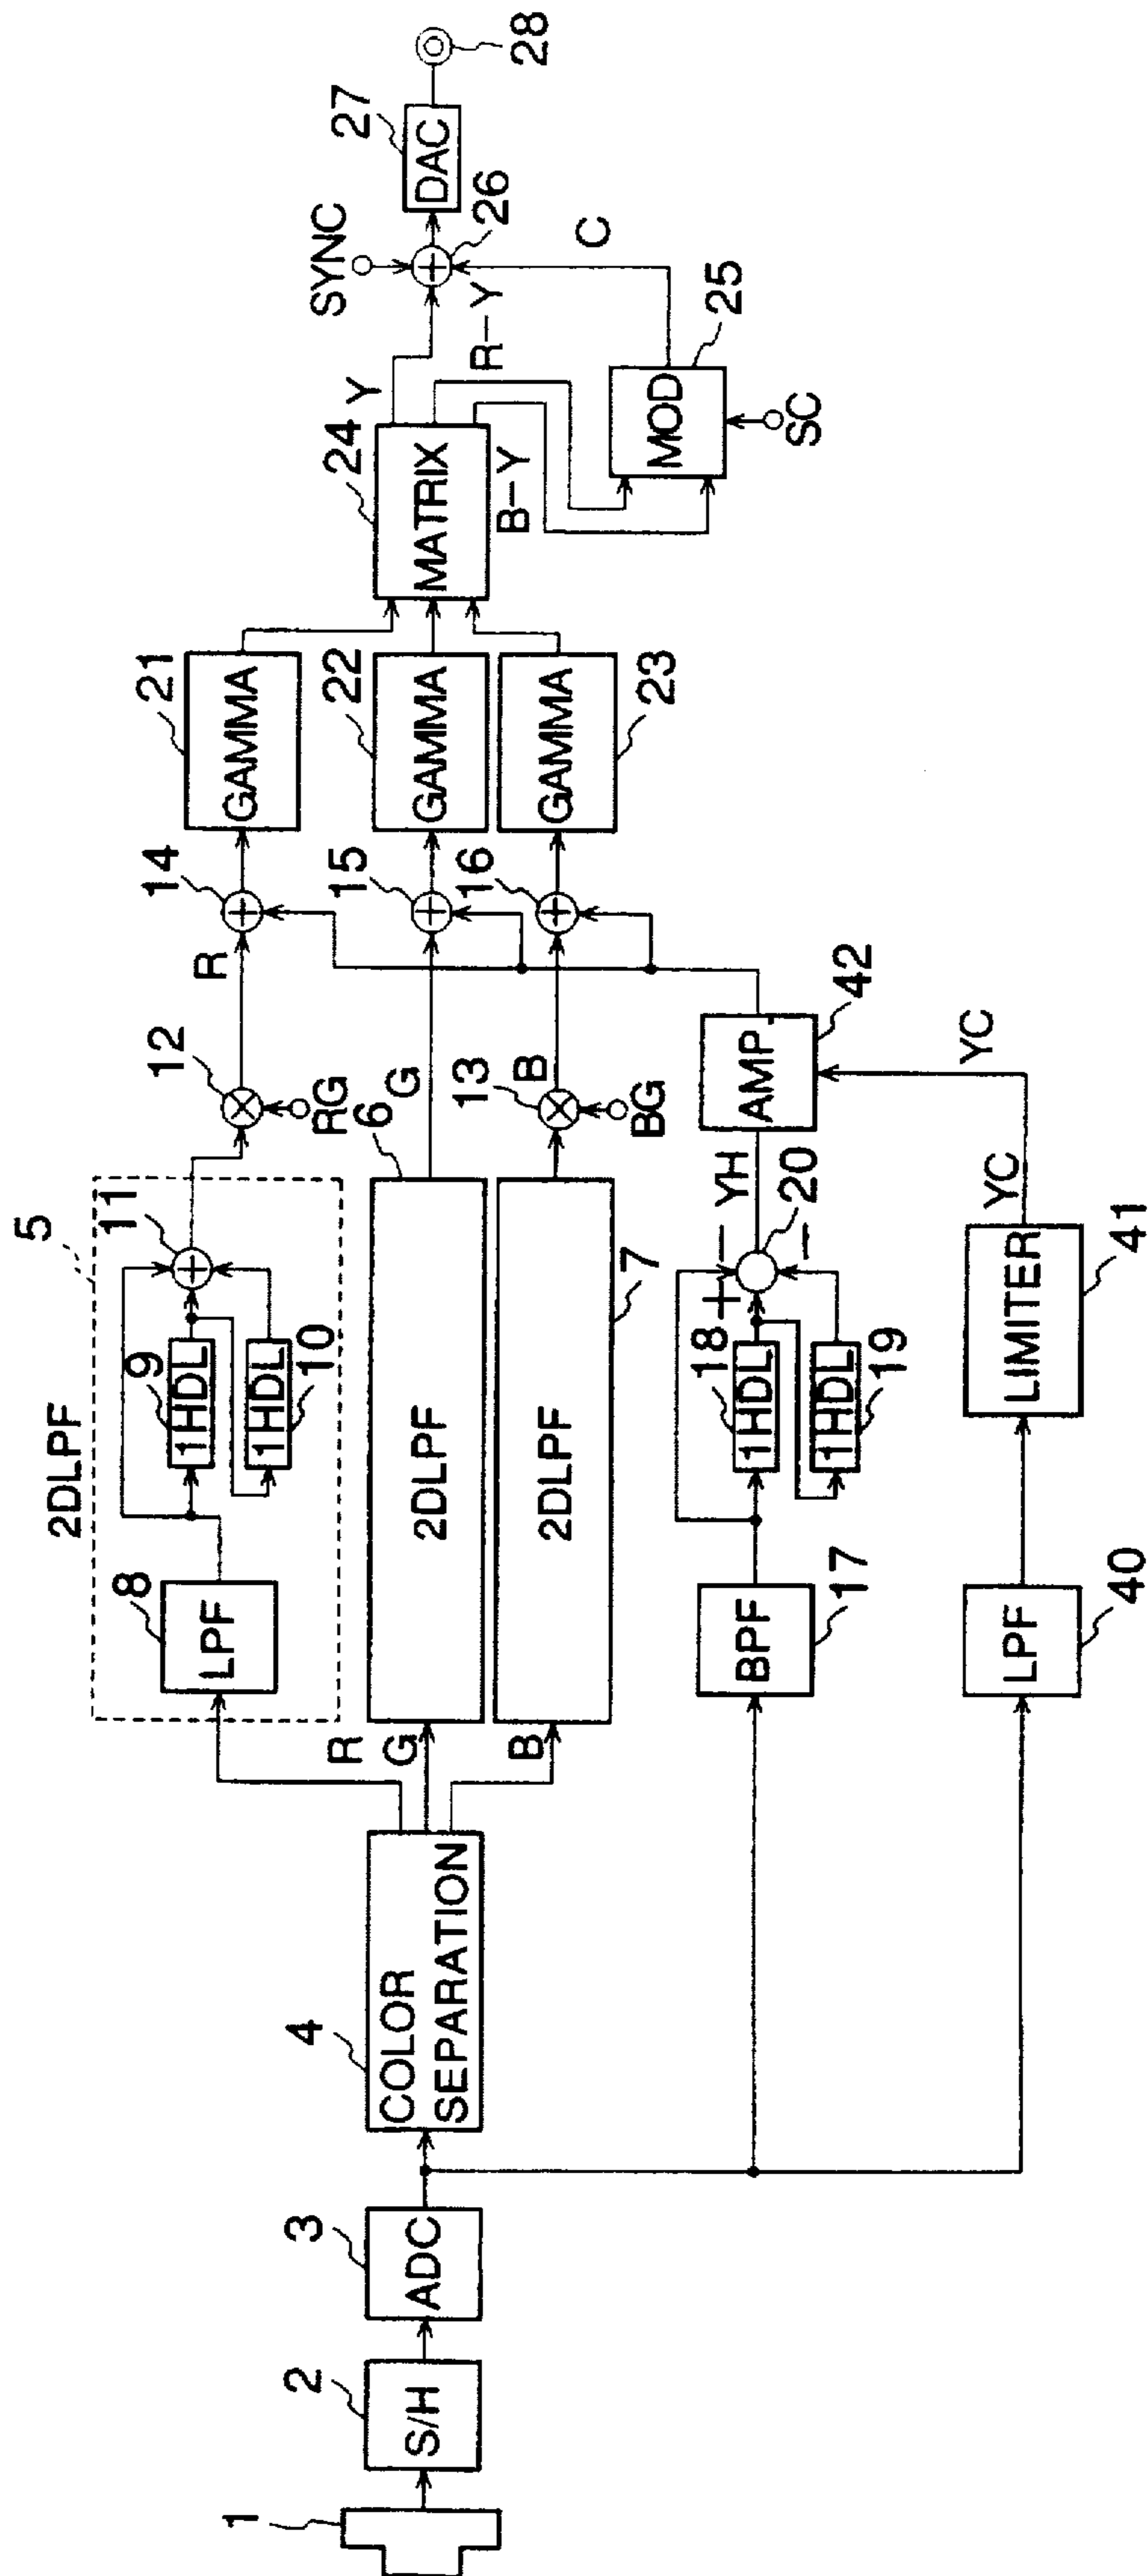 1
2
S/H
3
ADC
4
COLOR
SEPARATION
R
G
B
5
2DLPF
8
LPF
9
1HDL
1HDL
10
11
6
2DLPF
2DLPF
7
12
RG
R
G
13
BG
B
14
15
16
21
GAMMA
22
GAMMA
GAMMA
23
24
MATRIX
Y
R-Y
B-Y
MOD
25
SC
C
SYNC
26
27
DAC
28
BPF
17
18
1HDL
1HDL
19
+
−
−
YH
20
AMP.
42
LPF
40
LIMITER
41
YC
YC